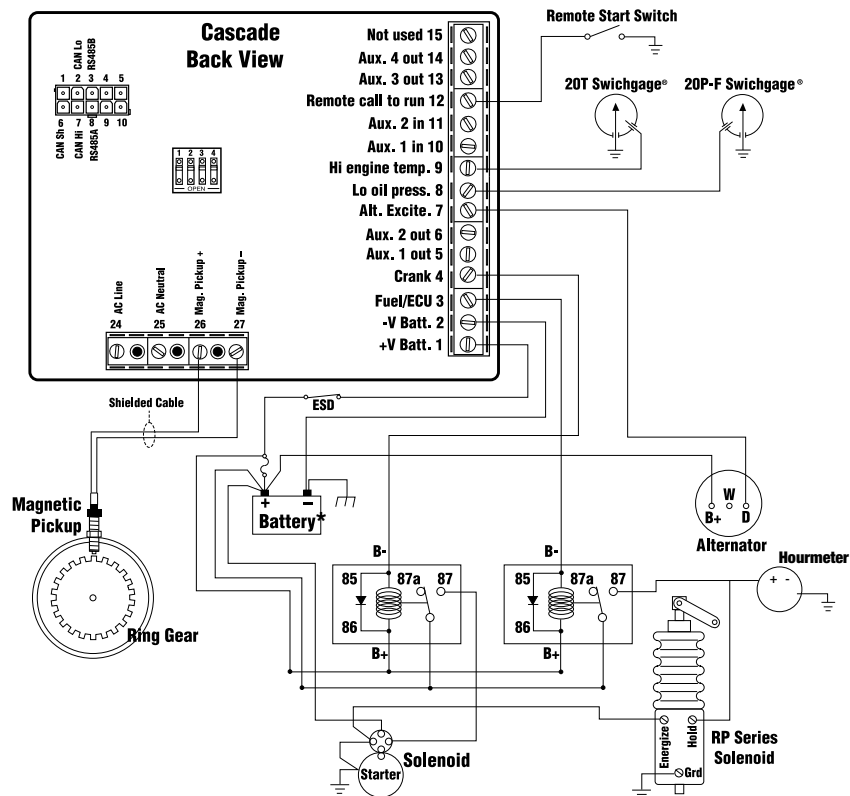 Cascade
Back View
CAN Lo
RS485B
1 2 3 4 5
6 7 8 9 10
CAN Sh
CAN Hi
RS485A
1 2 3 4
OPEN
Not used 15
Aux. 4 out 14
Aux. 3 out 13
Remote call to run 12
Aux. 2 in 11
Aux. 1 in 10
Hi engine temp. 9
Lo oil press. 8
Alt. Excite. 7
Aux. 2 out 6
Aux. 1 out 5
Crank 4
Fuel/ECU 3
-V Batt. 2
+V Batt. 1
Remote Start Switch
20T Swichgage®
20P-F Swichgage®
AC Line
AC Neutral
Mag. Pickup +
Mag. Pickup –
24 25 26 27
Shielded Cable
ESD
Magnetic
Pickup
Ring Gear
+ –
Battery*
W
B+ D
Alternator
Hourmeter
+ -
B-
85 87a 87
86
B+
B-
85 87a 87
86
B+
Solenoid
Starter
Energize
Hold
Grd
RP Series
Solenoid